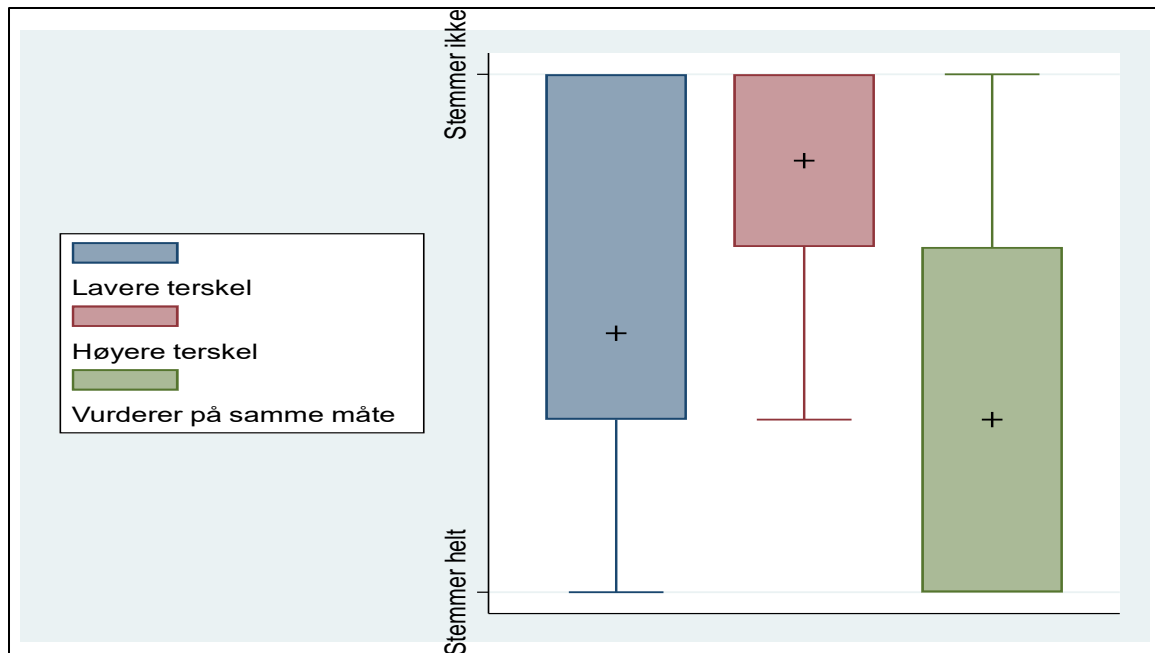 Stemmer ikke
Lavere terskel
Høyere terskel
Vurderer på samme måte
Stemmer helt